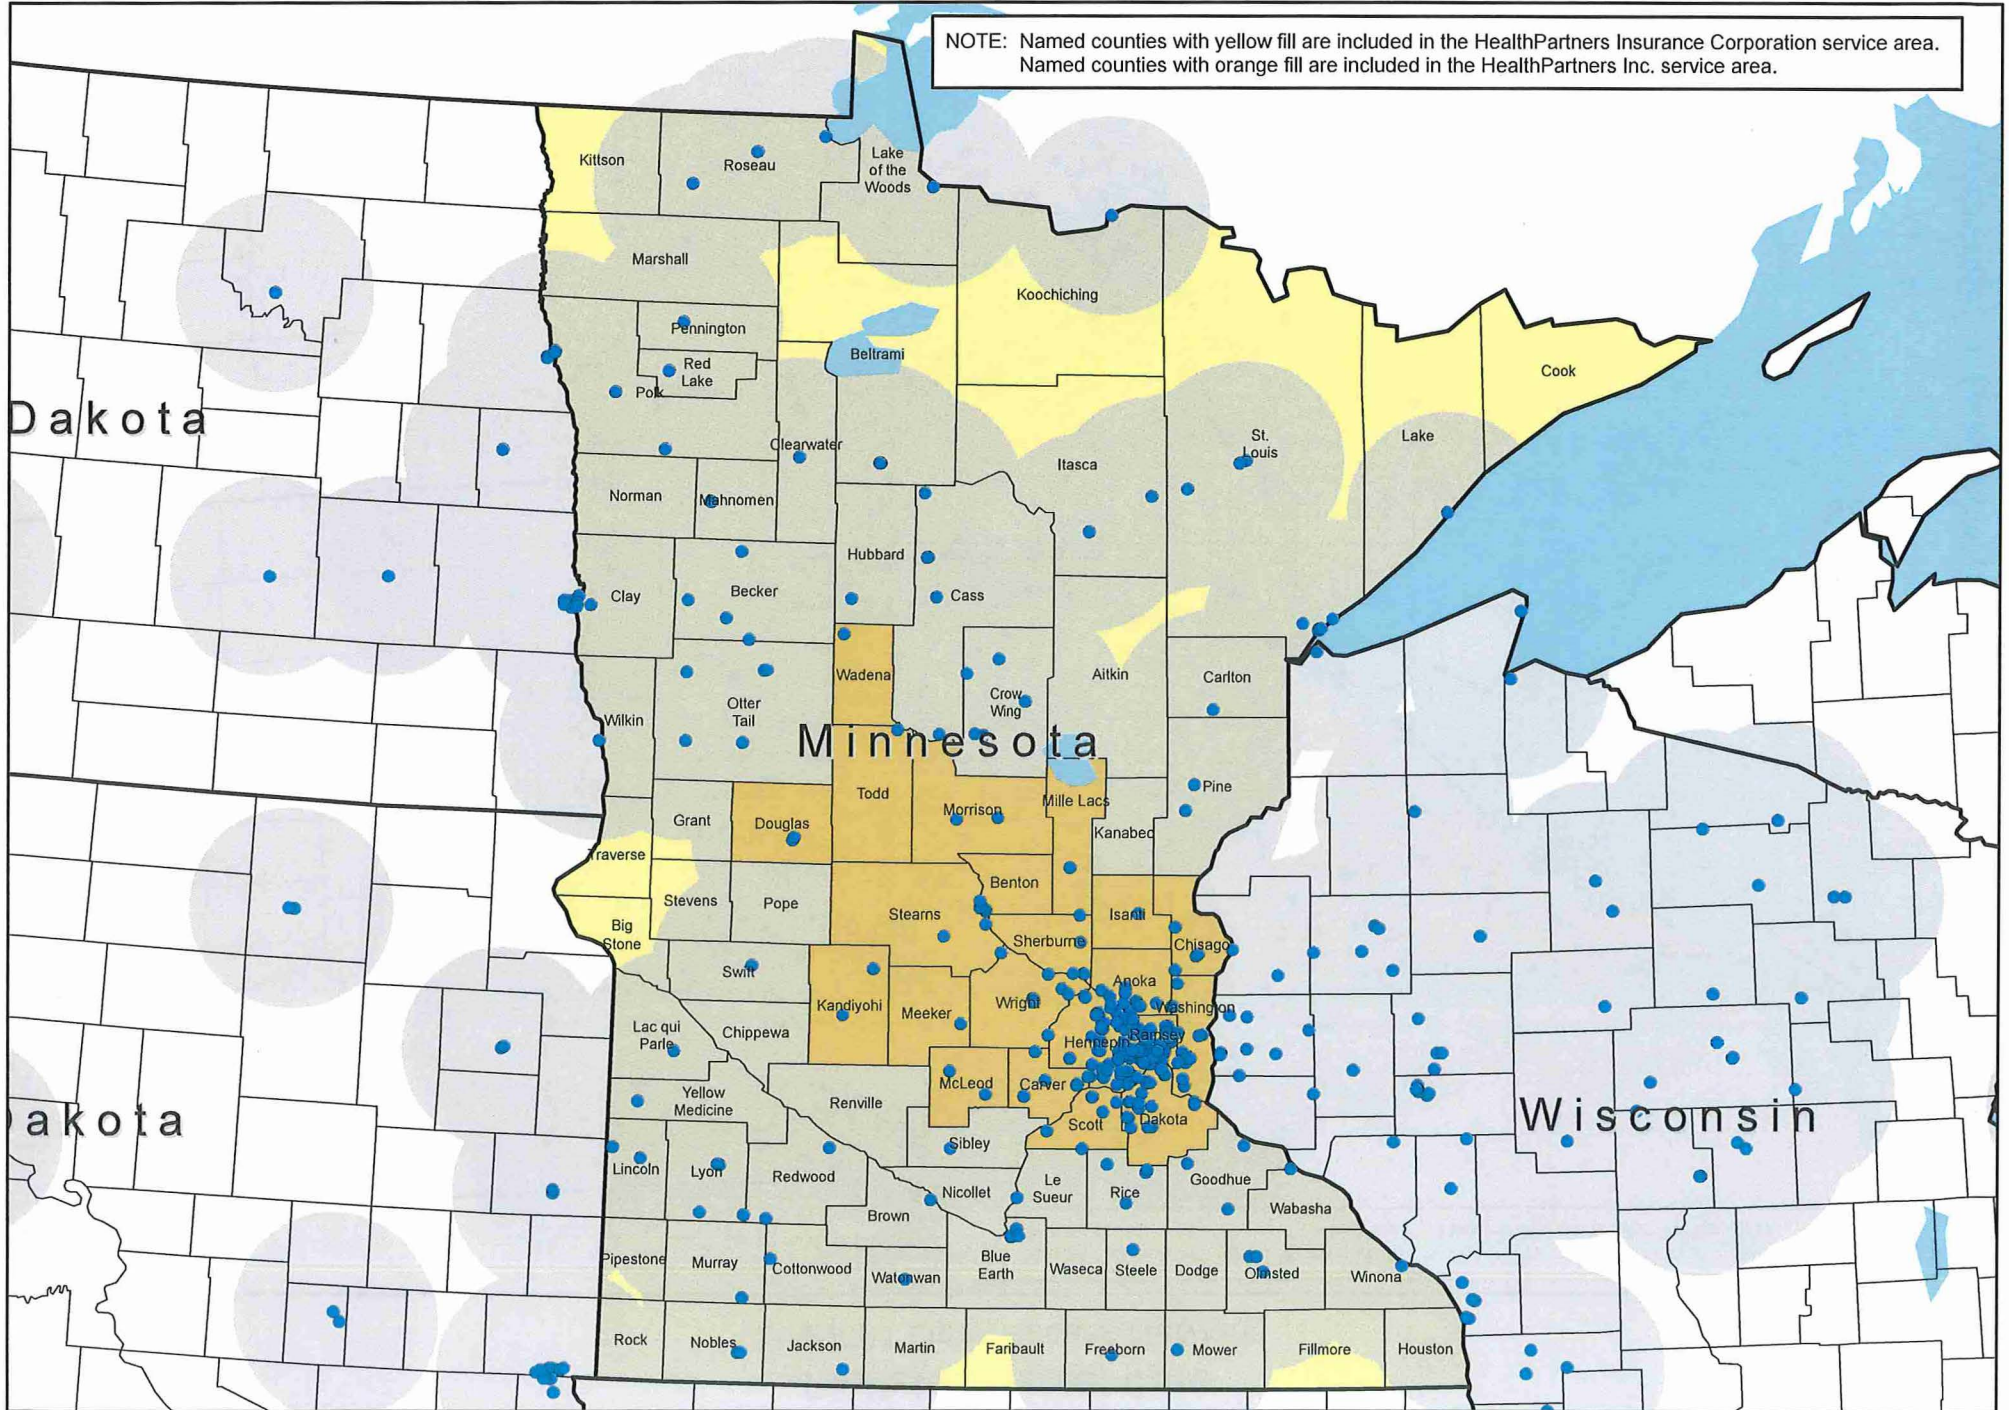 NOTE: Named counties with yellow fill are included in the HealthPartners Insurance Corporation service area.
Named counties with orange fill are included in the HealthPartners Inc. service area.
Kittson
Roseau
Lake
of the
Woods
Marshall
Koochiching
Pennington
Beltrami
Red
Lake
Polk
Cook
Dakota
Clearwater
St.
Louis
Lake
Itasca
Norman
Mahnomen
Hubbard
Clay
Becker
Cass
Wadena
Aitkin
Carlton
Crow
Wing
Otter
Tail
Wilkin
Minnesota
Pine
Todd
Mille Lacs
Morrison
Grant
Douglas
Kanabec
Traverse
Benton
Stevens
Pope
Stearns
Isanti
Big
Stone
Sherburne
Chisago
Swift
Anoka
Kandiyohi
Wright
Washington
Meeker
Lac qui
Parle
Chippewa
Ramsey
Hennepin
McLeod
Carver
Yellow
Medicine
Renville
Dakota
Wisconsin
Scott
Dakota
Sibley
Lincoln
Lyon
Redwood
Le
Sueur
Rice
Goodhue
Nicollet
Wabasha
Brown
Pipestone
Murray
Cottonwood
Watonwan
Blue
Earth
Waseca
Steele
Dodge
Olmsted
Winona
Rock
Nobles
Jackson
Martin
Faribault
Freeborn
Mower
Fillmore
Houston